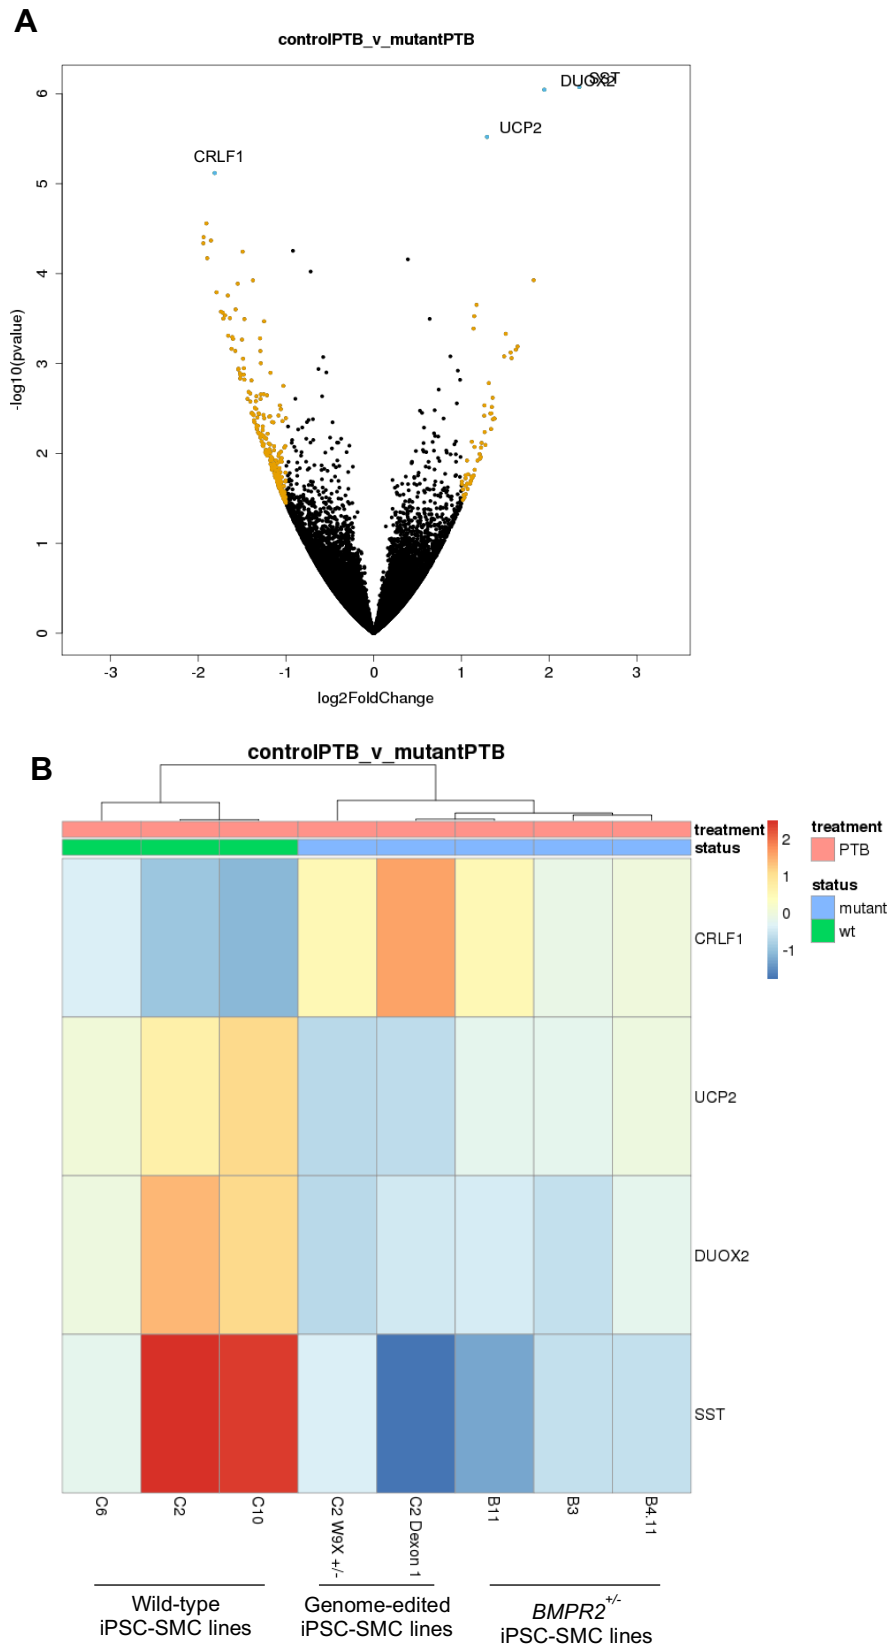 A
controlPTB_v_mutantPTB
DUOX2
SST
UCP2
CRLF1
-log10(pvalue)
6
5
4
3
2
1
0
-3 -2 -1 0 1 2 3
log2FoldChange
B
controlPTB_v_mutantPTB
treatment
status
2
1
0
-1
treatment
PTB
status
mutant
wt
CRLF1
UCP2
DUOX2
SST
C6 C2 C10 C2 W9X +/- C2 Dexon 1 B11 B3 B4.11
Wild-type
iPSC-SMC lines
Genome-edited
iPSC-SMC lines
BMPR2+/-
iPSC-SMC lines